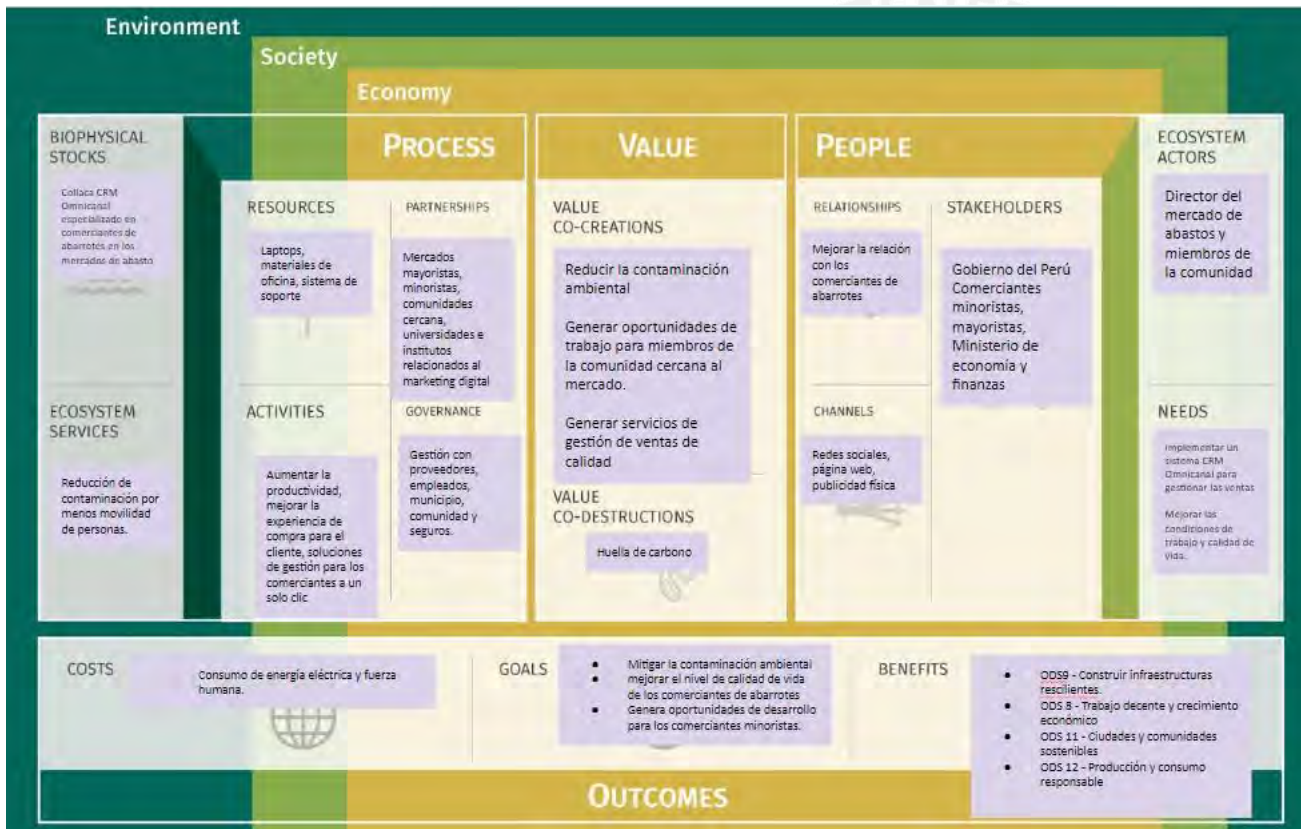 Environment
Society
Economy
BIOPHYSICAL
STOCKS
Collaca CRM
Omnicanal
especializado en
comerciantes de
abarrotes en los
mercados de abasto
ECOSYSTEM
SERVICES
Reducción de
contaminación por
menos movilidad
de personas.
PROCESS
RESOURCES
Laptops,
materiales de
oficina, sistema de
soporte
PARTNERSHIPS
Mercados
mayoristas,
minoristas,
comunidades
cercana,
universidades e
institutos
relacionados al
marketing digital
ACTIVITIES
Aumentar la
productividad,
mejorar la
experiencia de
compra para el
cliente, soluciones
de gestión para los
comerciantes a un
solo clic
GOVERNANCE
Gestión con
proveedores,
empleados,
municipio,
comunidad y
seguros.
VALUE
VALUE
CO-CREATIONS
Reducir la contaminación
ambiental
Generar oportunidades de
trabajo para miembros de
la comunidad cercana al
mercado.
Generar servicios de
gestión de ventas de
calidad
VALUE
CO-DESTRUCTIONS
Huella de carbono
PEOPLE
RELATIONSHIPS
Mejorar la relación
con los
comerciantes de
abarrotes
STAKEHOLDERS
Gobierno del Perú
Comerciantes
minoristas,
mayoristas,
Ministerio de
economía y
finanzas
CHANNELS
Redes sociales,
página web,
publicidad física
ECOSYSTEM
ACTORS
Director del
mercado de
abastos y
miembros de
la comunidad
NEEDS
Implementar un
sistema CRM
Omnicanal para
gestionar las ventas
Mejorar las
condiciones de
trabajo y calidad de
vida.
COSTS
Consumo de energía eléctrica y fuerza
humana.
GOALS
• Mitigar la contaminación ambiental
• mejorar el nivel de calidad de vida
de los comerciantes de abarrotes
• Genera oportunidades de desarrollo
para los comerciantes minoristas.
BENEFITS
• ODS9 - Construir infraestructuras
rescilientes.
• ODS 8 - Trabajo decente y crecimiento
económico
• ODS 11 - Ciudades y comunidades
sostenibles
• ODS 12 - Producción y consumo
responsable
OUTCOMES